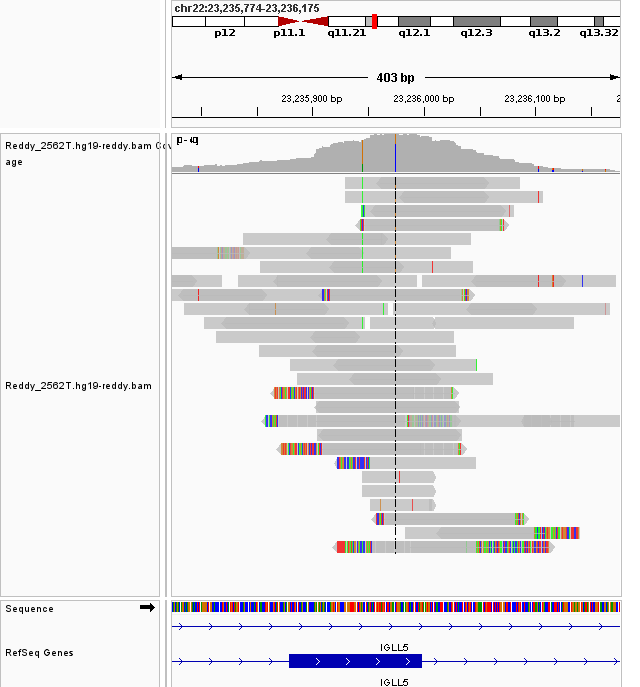 chr22:23,235,774-23,236,175
p12 p11.1 q11.21 q12.1 q12.3 q13.2 q13.32
403 bp
23,235,900 bp 23,236,000 bp 23,236,100 bp
Reddy_2562T.hg19-reddy.bam
age
Reddy_2562T.hg19-reddy.bam
Sequence
IGLL5
RefSeq Genes
IGLL5